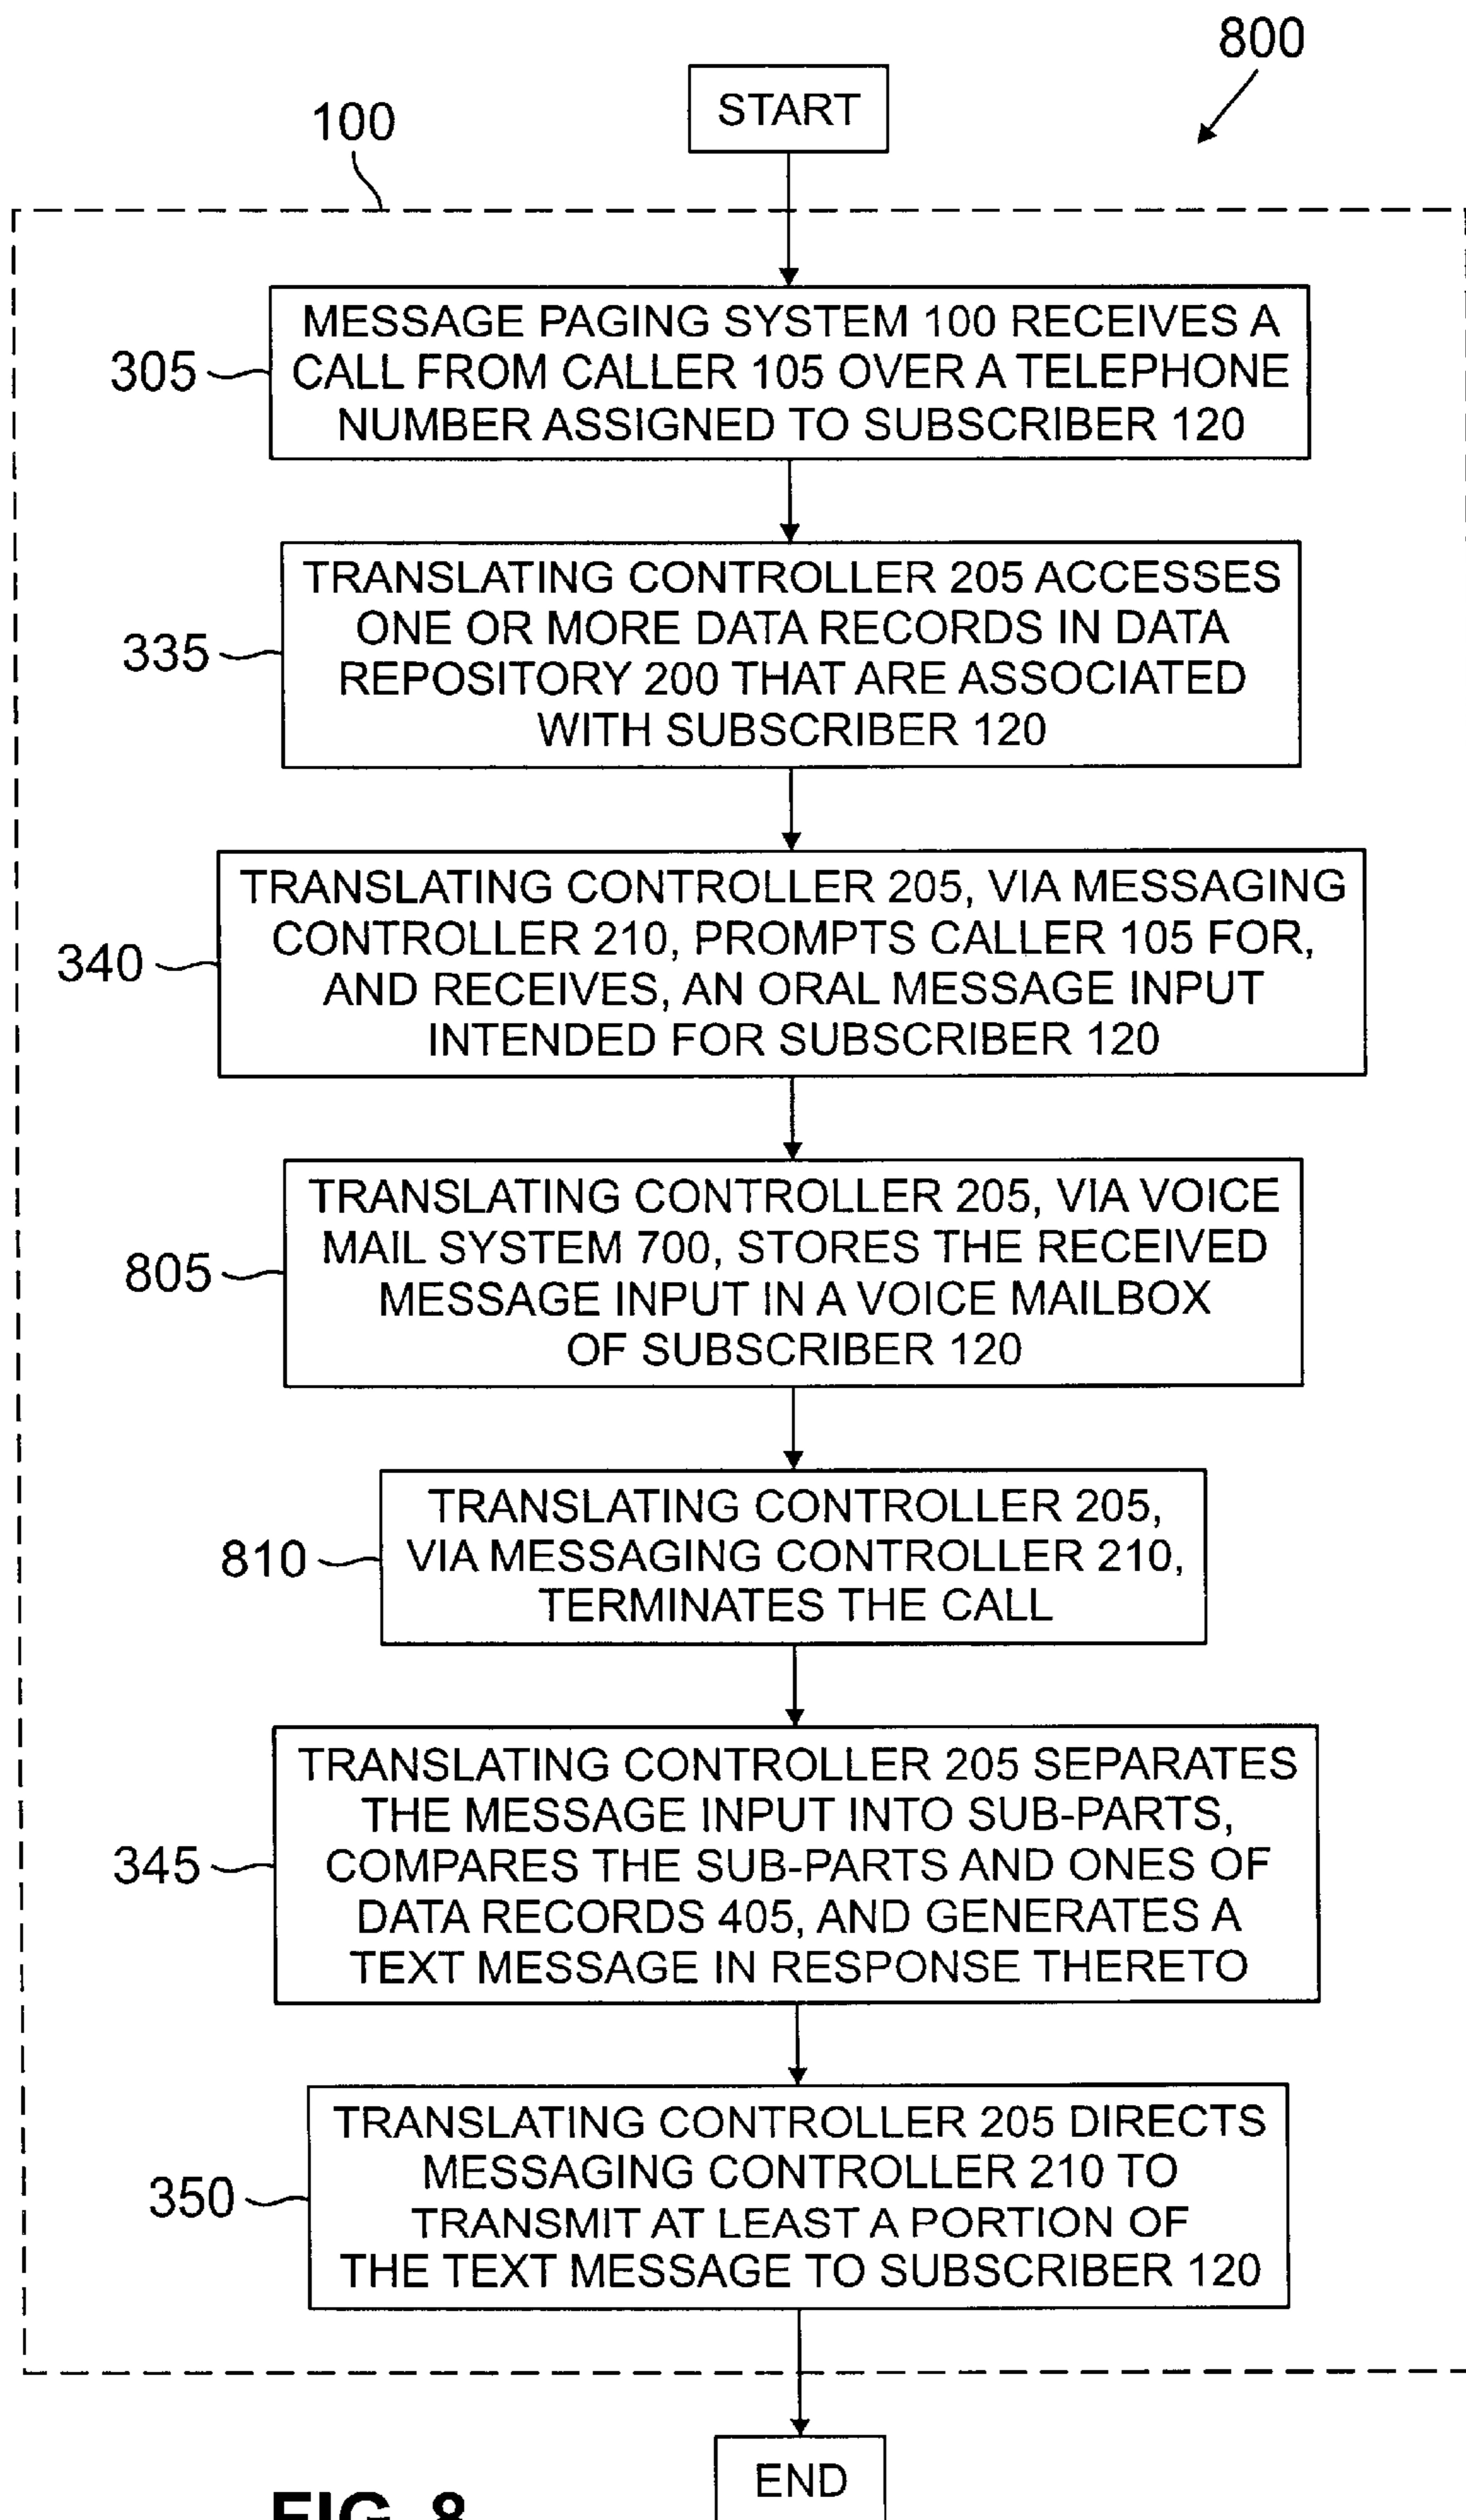 800
START
100
MESSAGE PAGING SYSTEM 100 RECEIVES A
CALL FROM CALLER 105 OVER A TELEPHONE
NUMBER ASSIGNED TO SUBSCRIBER 120
305
TRANSLATING CONTROLLER 205 ACCESSES
ONE OR MORE DATA RECORDS IN DATA
REPOSITORY 200 THAT ARE ASSOCIATED
WITH SUBSCRIBER 120
335
TRANSLATING CONTROLLER 205, VIA MESSAGING
CONTROLLER 210, PROMPTS CALLER 105 FOR,
AND RECEIVES, AN ORAL MESSAGE INPUT
INTENDED FOR SUBSCRIBER 120
340
TRANSLATING CONTROLLER 205, VIA VOICE
MAIL SYSTEM 700, STORES THE RECEIVED
MESSAGE INPUT IN A VOICE MAILBOX
OF SUBSCRIBER 120
805
TRANSLATING CONTROLLER 205,
VIA MESSAGING CONTROLLER 210,
TERMINATES THE CALL
810
TRANSLATING CONTROLLER 205 SEPARATES
THE MESSAGE INPUT INTO SUB-PARTS,
COMPARES THE SUB-PARTS AND ONES OF
DATA RECORDS 405, AND GENERATES A
TEXT MESSAGE IN RESPONSE THERETO
345
TRANSLATING CONTROLLER 205 DIRECTS
MESSAGING CONTROLLER 210 TO
TRANSMIT AT LEAST A PORTION OF
THE TEXT MESSAGE TO SUBSCRIBER 120
350
END
FIG. 8